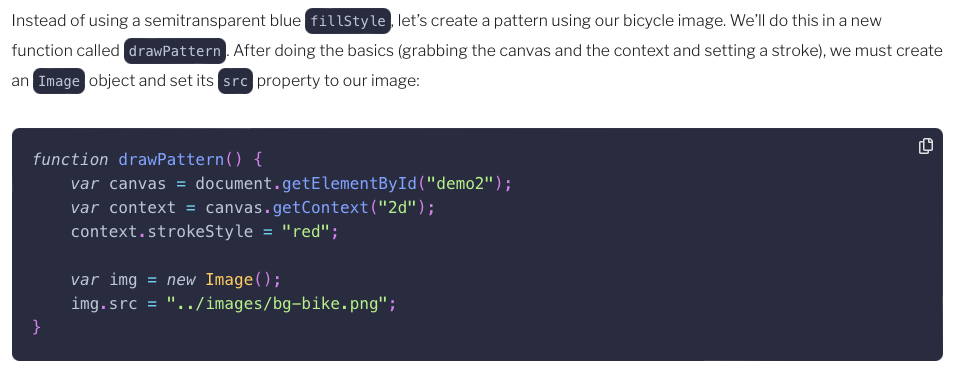 Instead of using a semitransparent blue fillStyle, let’s create a pattern using our bicycle image. We’ll do this in a new
function called drawPattern. After doing the basics (grabbing the canvas and the context and setting a stroke), we must create
an Image object and set its src property to our image:
function drawPattern() {
    var canvas = document.getElementById("demo2");
    var context = canvas.getContext("2d");
    context.strokeStyle = "red";

    var img = new Image();
    img.src = "../images/bg-bike.png";
}